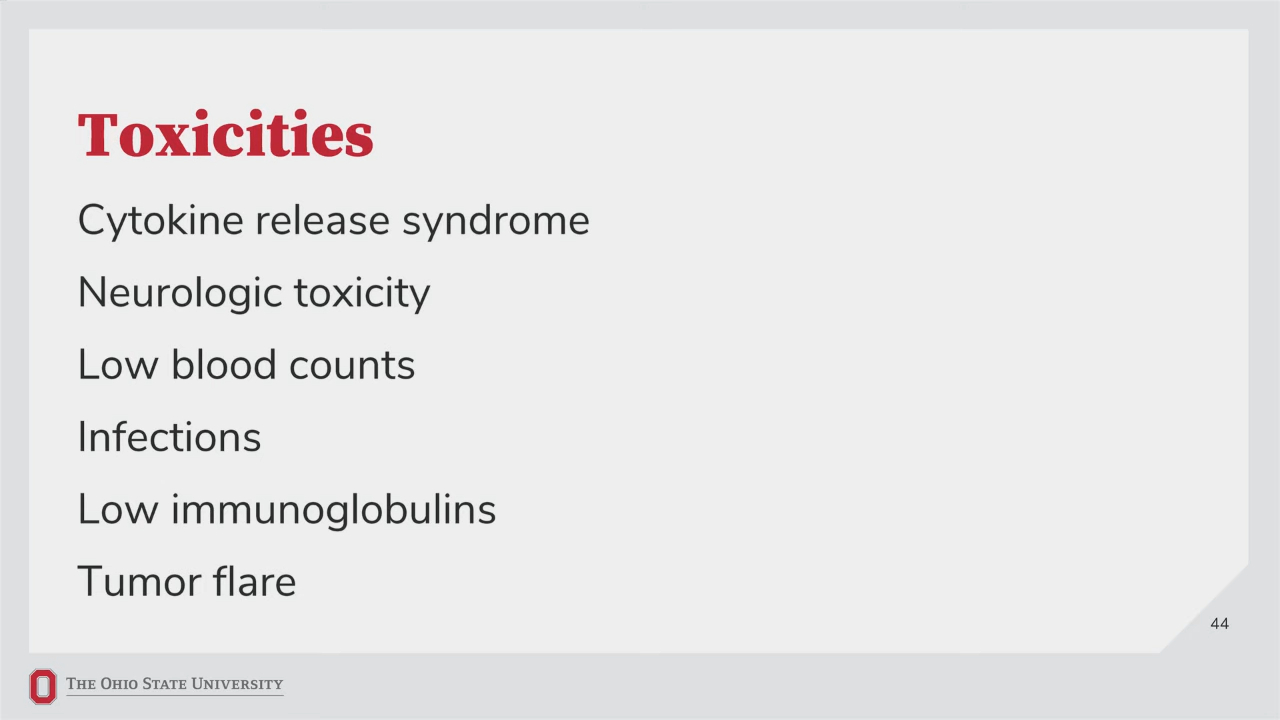 Toxicities
Cytokine release syndrome
Neurologic toxicity
Low blood counts
Infections
Low immunoglobulins
Tumor flare
44
The Ohio State University